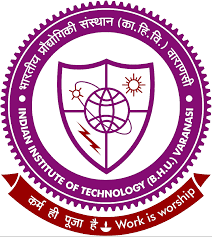 भारतीय प्रौद्योगिकी संस्थान (का.हि.वि.) वाराणसी
INDIAN INSTITUTE OF TECHNOLOGY (B.H.U.) VARANASI
कर्म ही पूजा है Work is worship